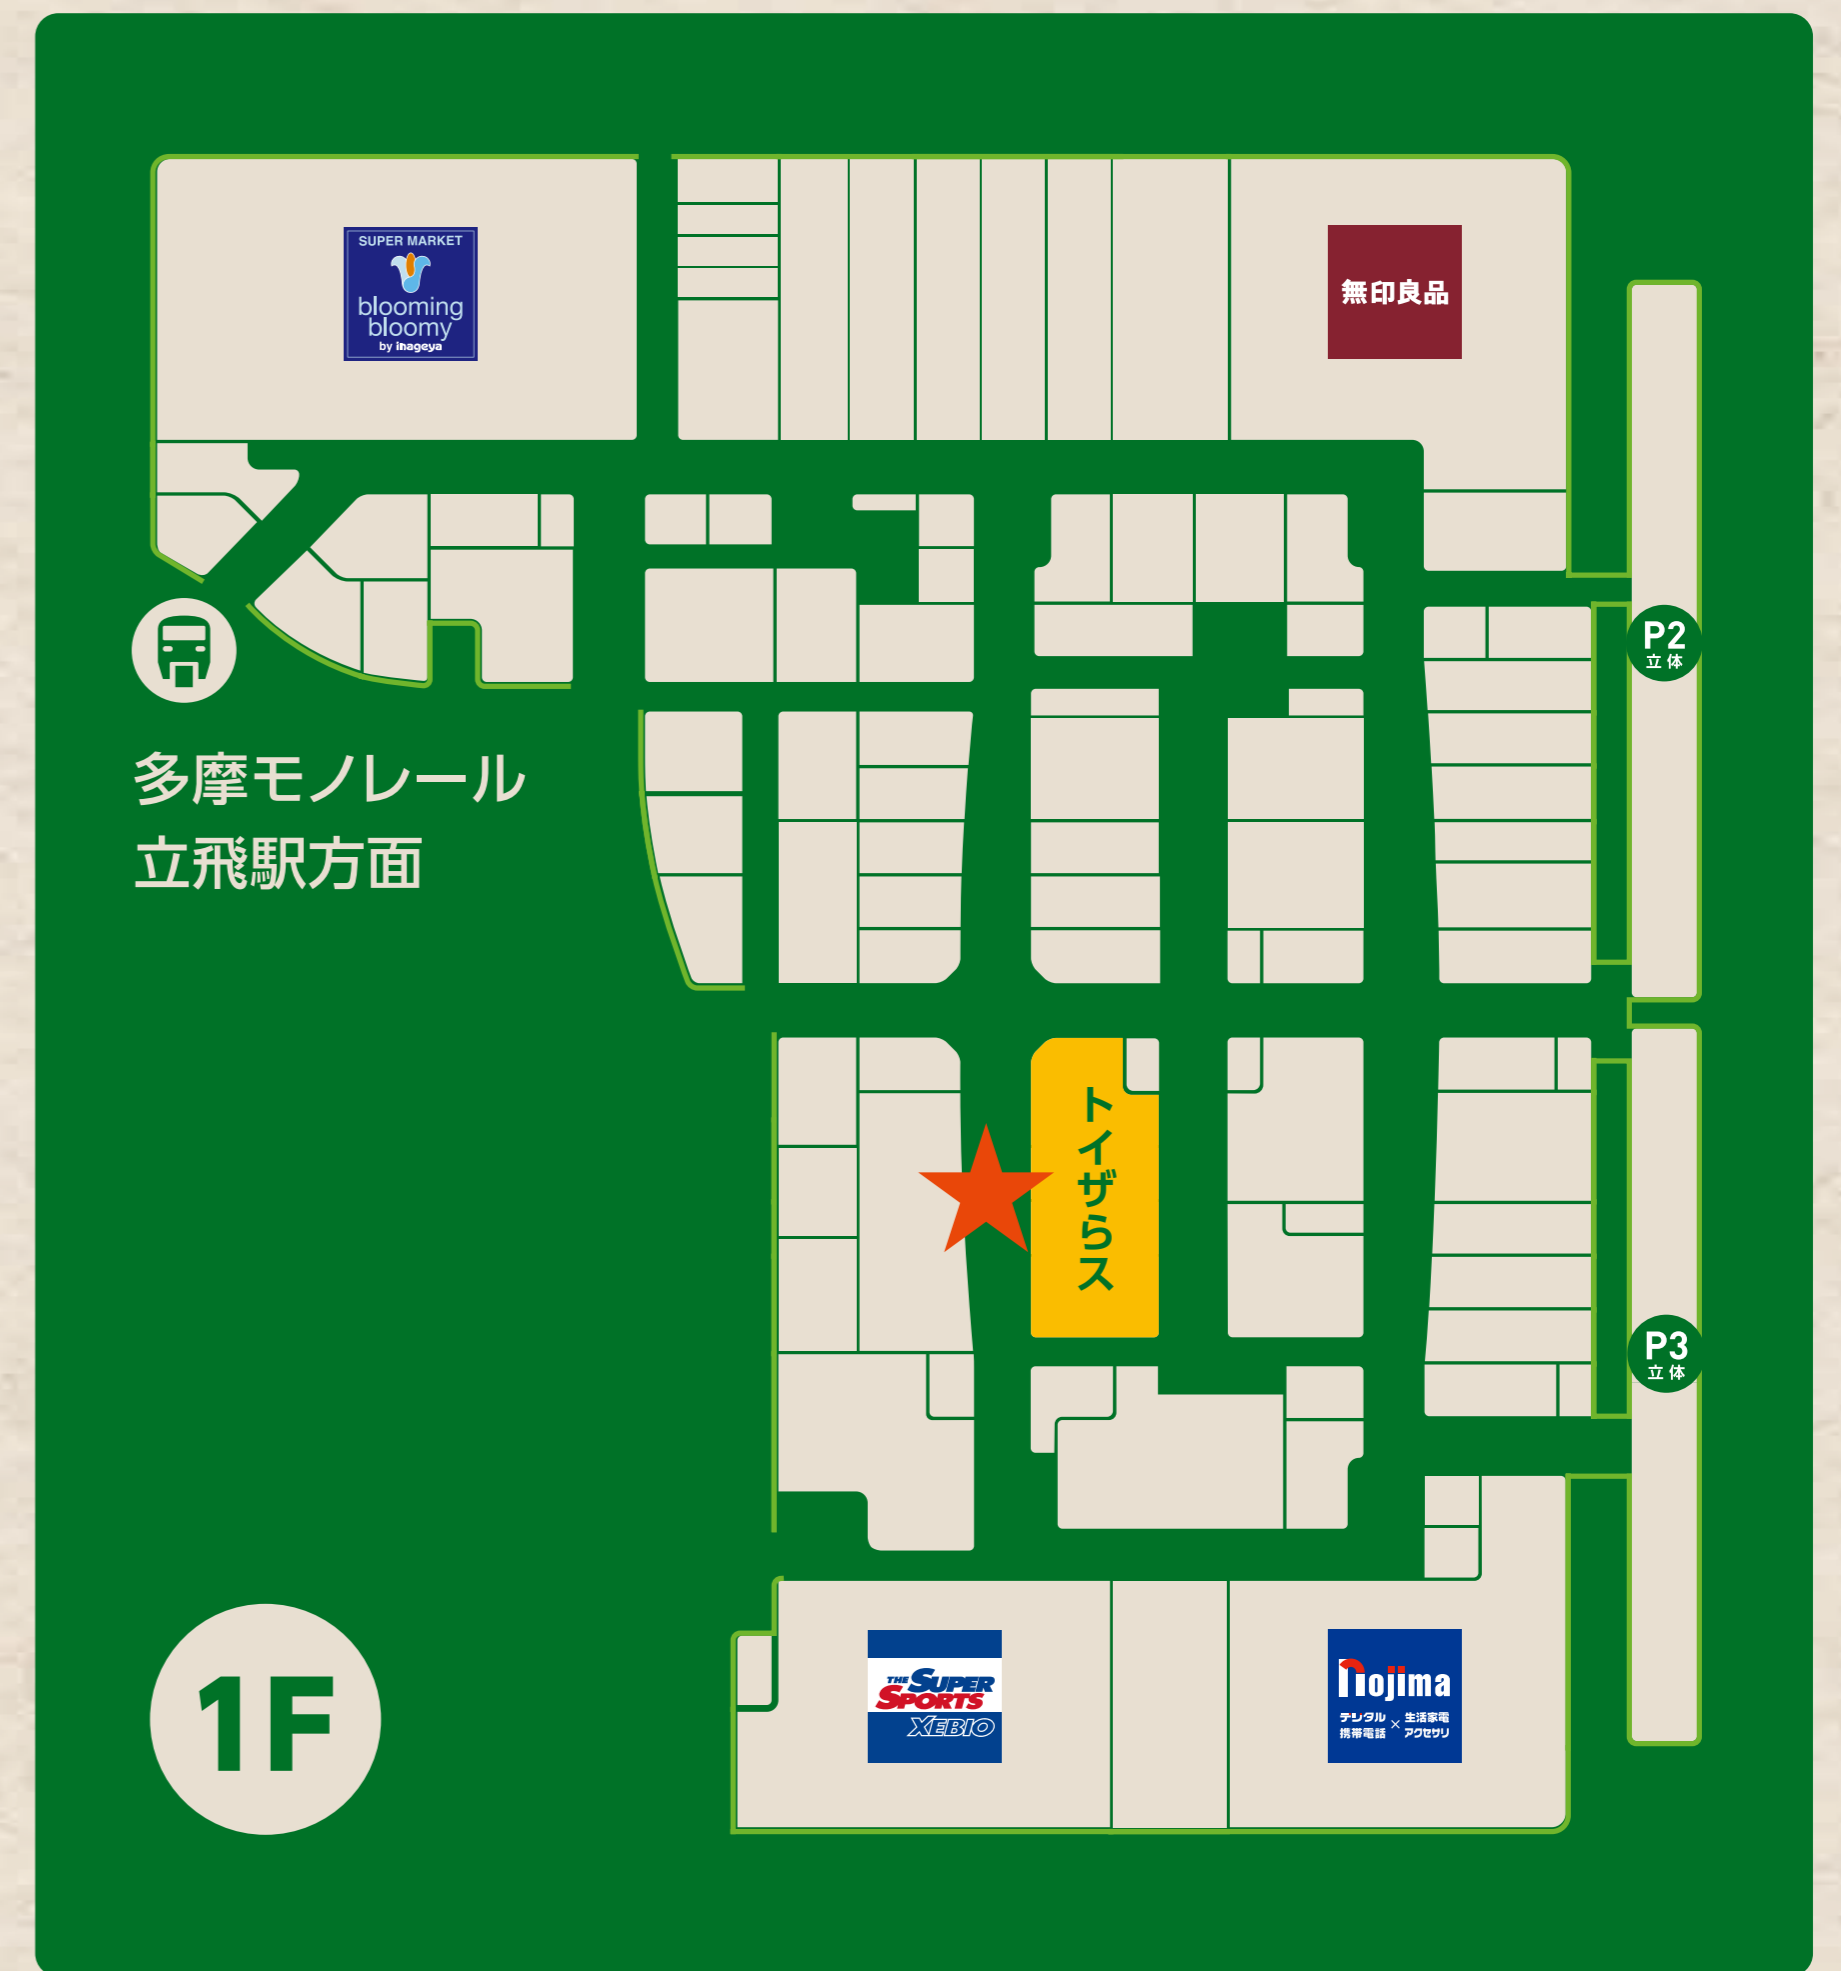 SUPER MARKET
blooming
bloomy
by inageya
無印良品
P2
立体
多摩モノレール
立飛駅方面
トイザらス
P3
立体
1F
THE SUPER
SPORTS
XEBIO
nojima
デジタル
携帯電話
×
生活家電
アクセサリ